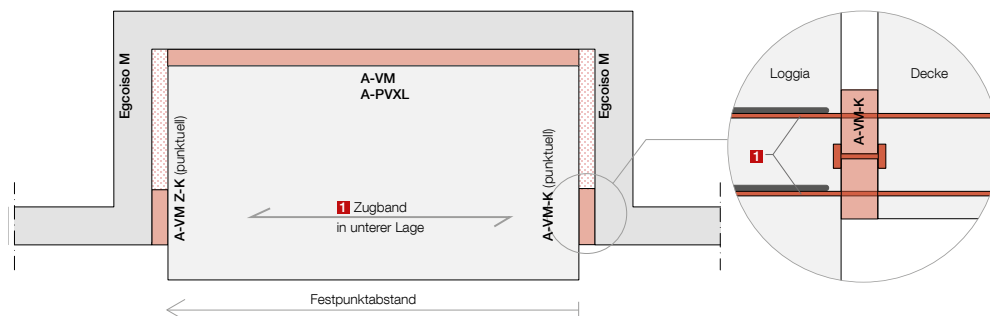 Egcoiso M
A-VM
A-PVXL
Egcoiso M
A-VM Z-K (punktuell)
A-VM-K (punktuell)
1 Zugband
in unterer Lage
Festpunktabstand
Loggia
Decke
A-VM-K
1